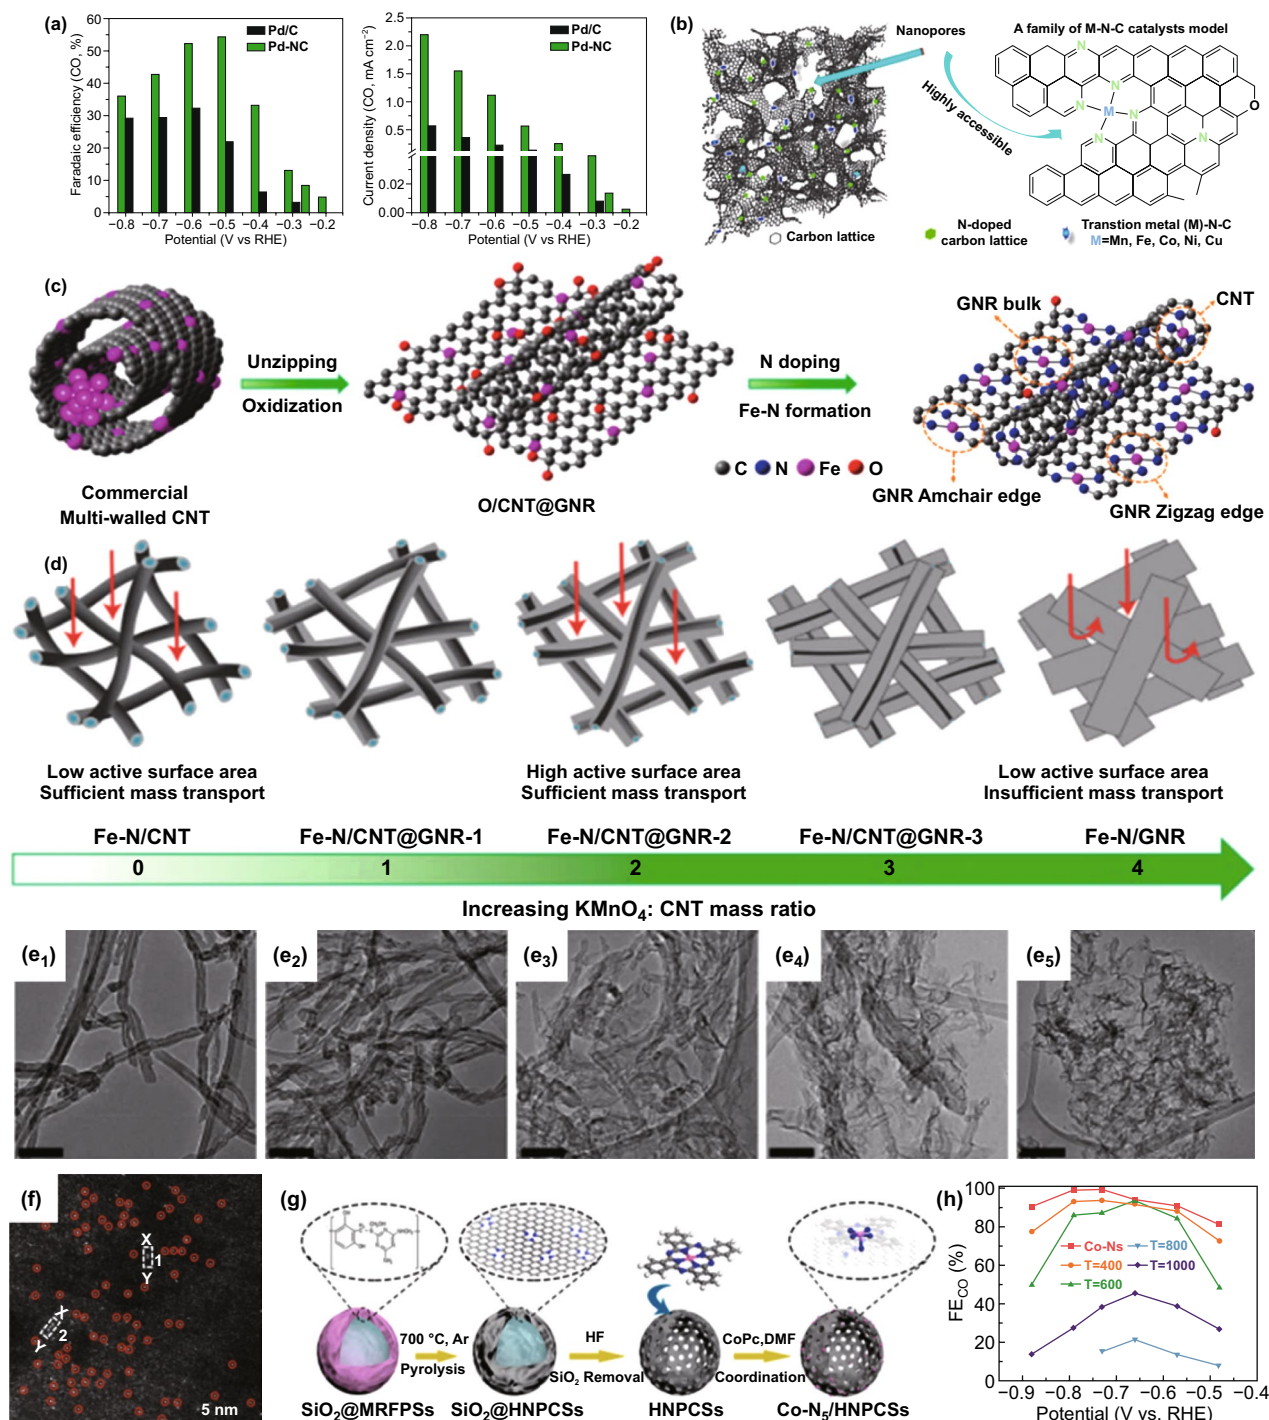 (a)
Faradaic efficiency (CO, %)
60
50
40
30
20
10
0
Pd/C
Pd-NC
−0.8 −0.7 −0.6 −0.5 −0.4 −0.3 −0.2
Potential (V vs RHE)
Current density (CO, mA cm⁻²)
2.5
2.0
1.5
1.0
0.5
0.02
0.00
Pd/C
Pd-NC
−0.8 −0.7 −0.6 −0.5 −0.4 −0.3 −0.2
Potential (V vs RHE)
(b)
Nanopores
A family of M-N-C catalysts model
Highly accessible
N
N
N
M
N
N
N
O
Carbon lattice
N-doped
carbon lattice
Transtion metal (M)-N-C
M=Mn, Fe, Co, Ni, Cu
(c)
Unzipping
Oxidization
Commercial
Multi-walled CNT
O/CNT@GNR
N doping
Fe-N formation
C N Fe O
GNR bulk
CNT
GNR Amchair edge
GNR Zigzag edge
(d)
Low active surface area
Sufficient mass transport
High active surface area
Sufficient mass transport
Low active surface area
Insufficient mass transport
Fe-N/CNT Fe-N/CNT@GNR-1 Fe-N/CNT@GNR-2 Fe-N/CNT@GNR-3 Fe-N/GNR
0 1 2 3 4
Increasing KMnO₄: CNT mass ratio
(e₁) (e₂) (e₃) (e₄) (e₅)
(f)
X
1
Y
X
2
Y
5 nm
(g)
700 °C, Ar
Pyrolysis
HF
SiO₂ Removal
CoPc,DMF
Coordination
SiO₂@MRFPSs SiO₂@HNPCSs HNPCSs Co-N₅/HNPCSs
(h)
FE_CO (%)
100
80
60
40
20
0
Co-Ns
T=400
T=600
T=800
T=1000
−0.9 −0.8 −0.7 −0.6 −0.5 −0.4
Potential (V vs. RHE)